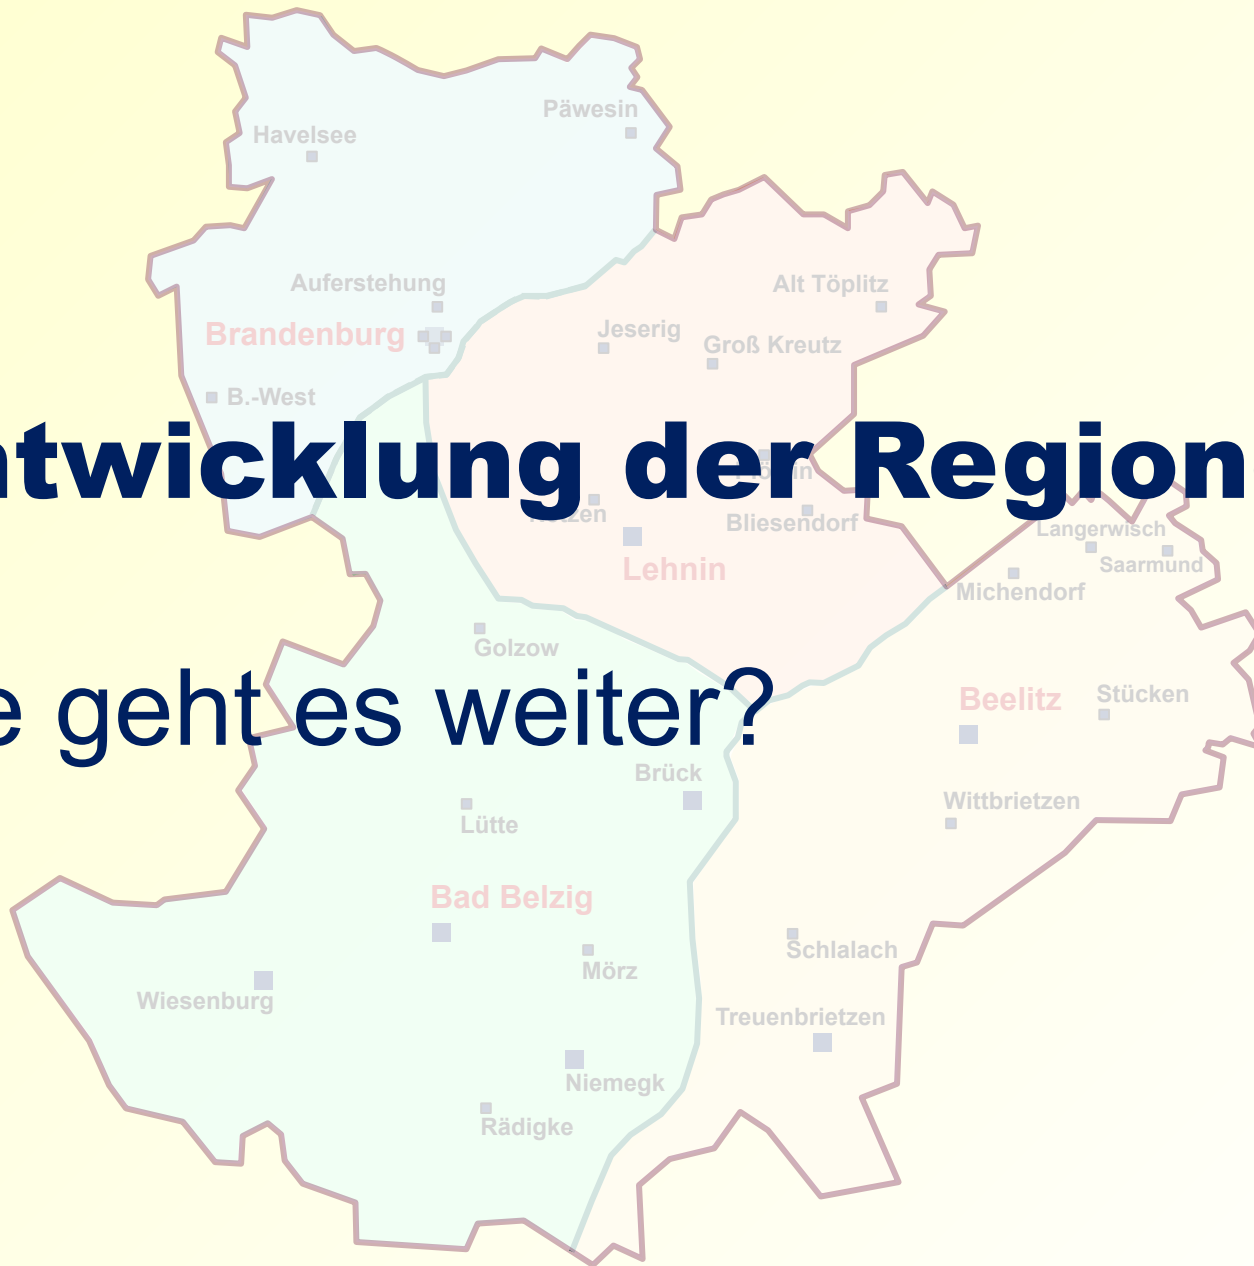 Päwesin
Havelsee
Auferstehung
Alt Töplitz
Brandenburg
Jeserig
Groß Kreutz
B.-West
ntwicklung der Region
Bliesendorf
Langerwisch
Saarmund
Lehnin
Michendorf
Golzow
e geht es weiter?
Beelitz
Stücken
Brück
Wittbrietzen
Lütte
Bad Belzig
Schlalach
Mörz
Wiesenburg
Treuenbrietzen
Niemegk
Rädigke